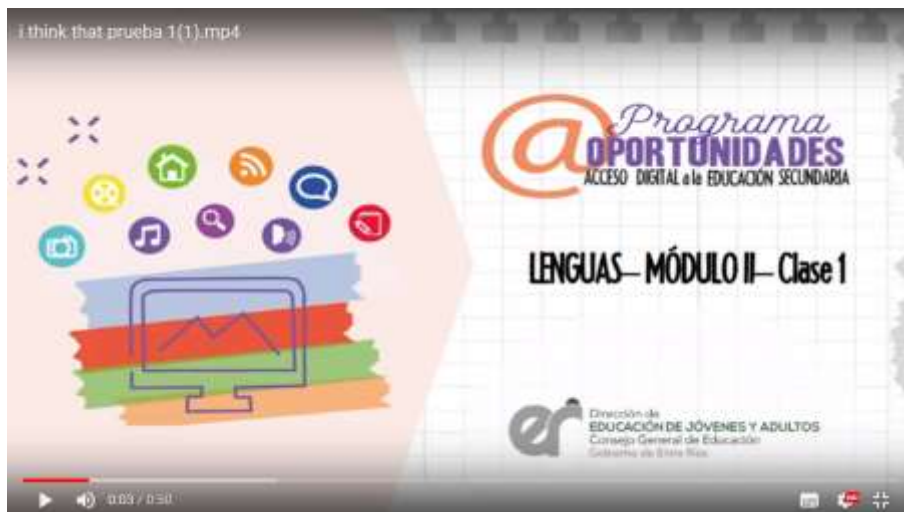 i think that prueba 1(1).mp4
@ Programa
OPORTUNIDADES
ACCESO DIGITAL a la EDUCACIÓN SECUNDARIA
LENGUAS– MÓDULO II– Clase 1
er
Dirección de
EDUCACIÓN DE JÓVENES Y ADULTOS
Consejo General de Educación
Gobierno de Entre Ríos
0:03 / 0:50